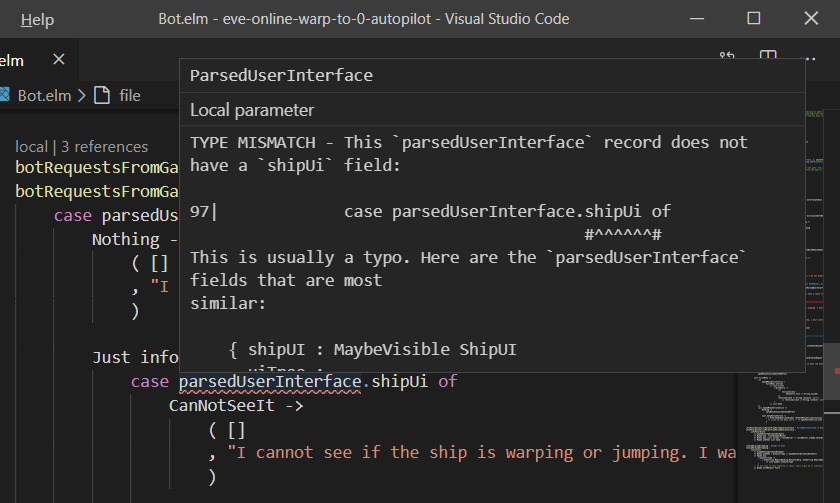 Help
Bot.elm - eve-online-warp-to-0-autopilot - Visual Studio Code
elm
Bot.elm > file
ParsedUserInterface
Local parameter
TYPE MISMATCH - This `parsedUserInterface` record does not
have a `shipUi` field:
97| case parsedUserInterface.shipUi of
#^^^^^^#
This is usually a typo. Here are the `parsedUserInterface`
fields that are most
similar:
{ shipUI : MaybeVisible ShipUI
local | 3 references
botRequestsFromGa
botRequestsFromGa
case parsedUs
Nothing -
( []
, "I
)
Just info
case parsedUserInterface.shipUi of
CanNotSeeIt ->
( []
, "I cannot see if the ship is warping or jumping. I wa
)